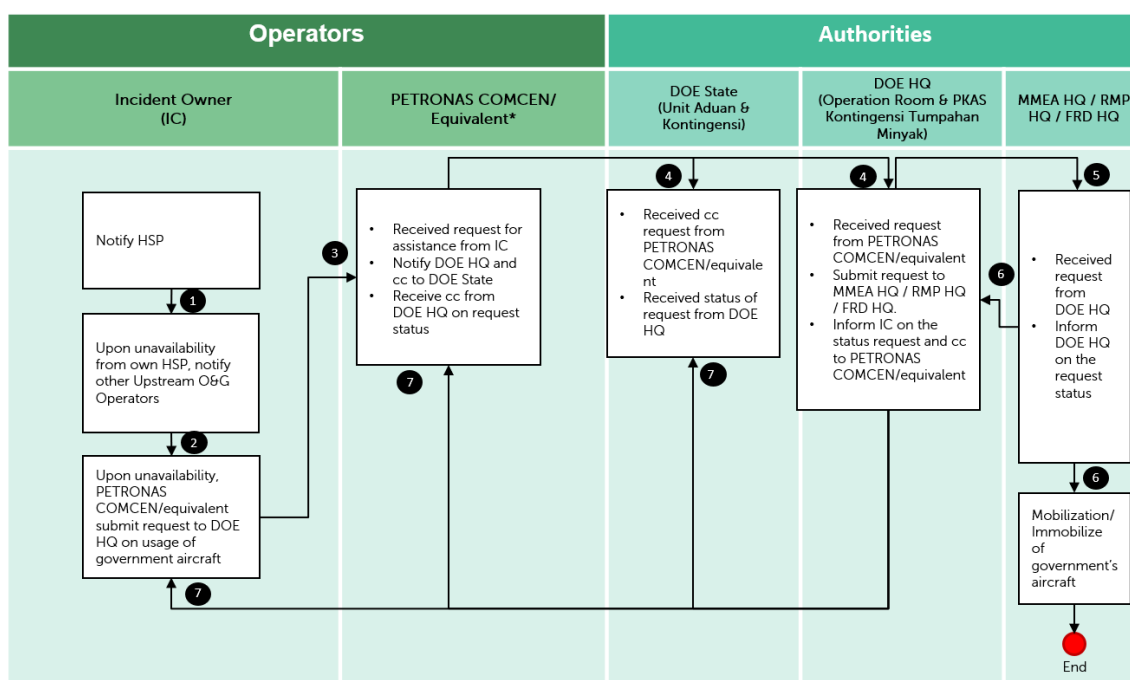 Operators
Authorities
Incident Owner
(IC)
PETRONAS COMCEN/
Equivalent*
DOE State
(Unit Aduan &
Kontingensi)
DOE HQ
(Operation Room & PKAS
Kontingensi Tumpahan
Minyak)
MMEA HQ / RMP
HQ / FRD HQ
Notify HSP
1
Upon unavailability
from own HSP, notify
other Upstream O&G
Operators
2
Upon unavailability,
PETRONAS
COMCEN/equivalent
submit request to DOE
HQ on usage of
government aircraft
7
3
• Received request for
assistance from IC
• Notify DOE HQ and
cc to DOE State
• Receive cc from
DOE HQ on request
status
7
4
• Received cc
request from
PETRONAS
COMCEN/equivale
nt
• Received status of
request from DOE
HQ
7
4
• Received request
from PETRONAS
COMCEN/equivalent
• Submit request to
MMEA HQ / RMP HQ
/ FRD HQ.
• Inform IC on the
status request and cc
to PETRONAS
COMCEN/equivalent
5
6
• Received
request
from
DOE HQ
• Inform
DOE HQ
on the
request
status
6
Mobilization/
Immobilize
of
government's
aircraft
End